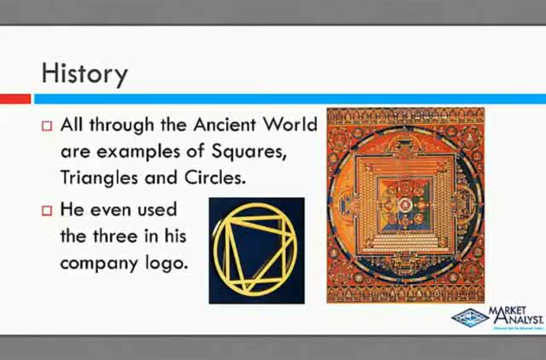 History
All through the Ancient World
are examples of Squares,
Triangles and Circles.
He even used
the three in his
company logo.
MARKET
ANALYST